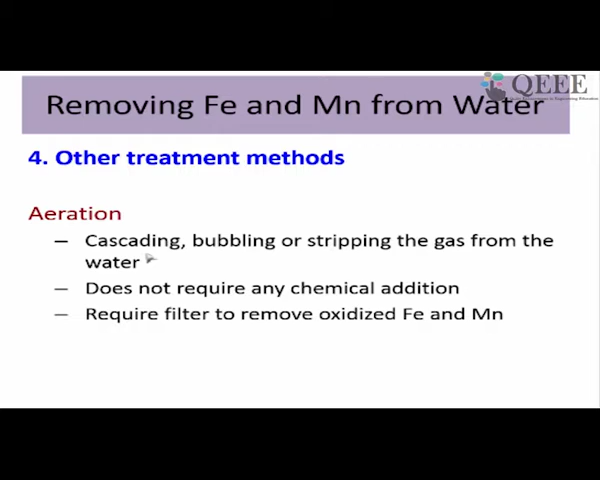 QEEE
Removing Fe and Mn from Water
4. Other treatment methods
Aeration
– Cascading, bubbling or stripping the gas from the
water
– Does not require any chemical addition
– Require filter to remove oxidized Fe and Mn